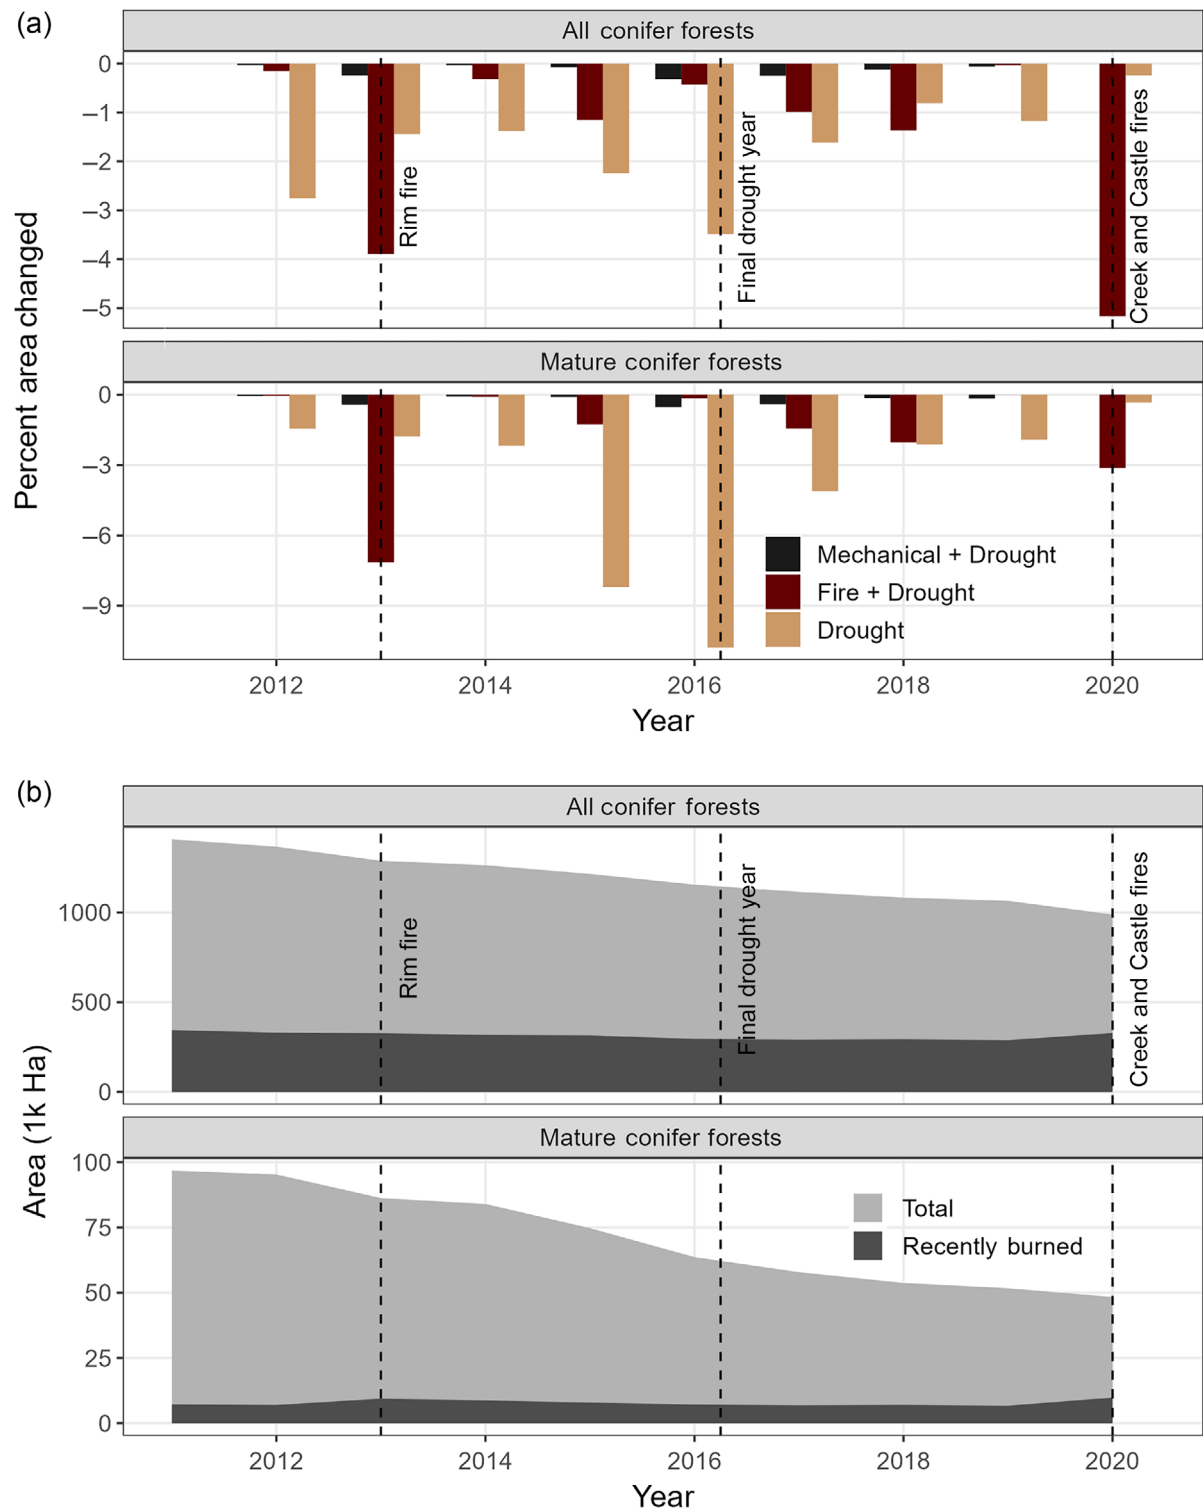 (a)
All conifer forests
0
–1
–2
–3
–4
–5
Rim fire
Final drought year
Creek and Castle fires
Percent area changed
Mature conifer forests
0
–3
–6
–9
Mechanical + Drought
Fire + Drought
Drought
2012 2014 2016 2018 2020
Year
(b)
All conifer forests
1000
500
0
Rim fire
Final drought year
Creek and Castle fires
Area (1k Ha)
Mature conifer forests
100
75
50
25
0
Total
Recently burned
2012 2014 2016 2018 2020
Year